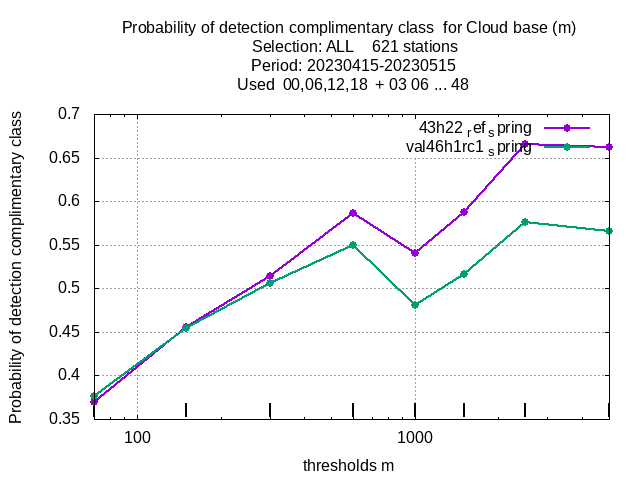 Probability of detection complimentary class  for Cloud base (m)
Selection: ALL    621 stations
Period: 20230415-20230515
Used  00,06,12,18  + 03 06 ... 48
Probability of detection complimentary class
0.7
0.65
0.6
0.55
0.5
0.45
0.4
0.35
43h22 ref spring
val46h1rc1 spring
100
1000
thresholds m